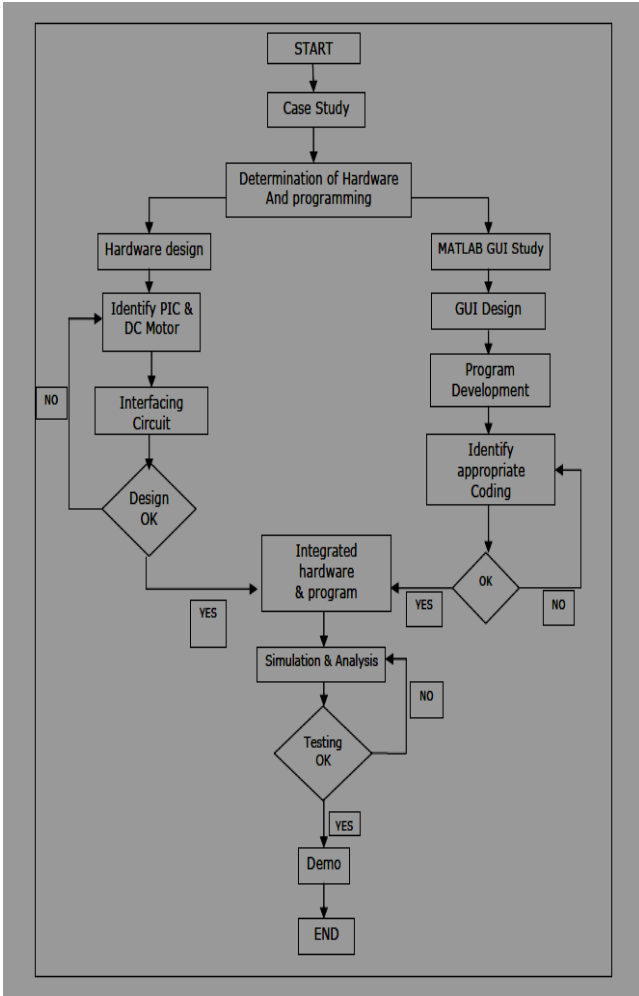 START
Case Study
Determination of Hardware
And programming
Hardware design
MATLAB GUI Study
Identify PIC &
DC Motor
GUI Design
Program
Development
NO
Interfacing
Circuit
Identify
appropriate
Coding
Design
OK
Integrated
hardware
& program
OK
YES
YES
NO
Simulation & Analysis
NO
Testing
OK
YES
Demo
END